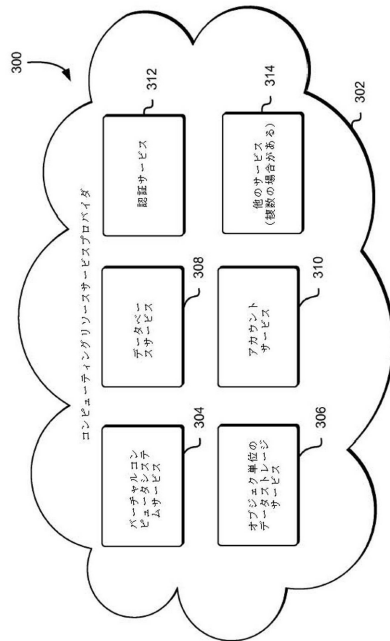 300
コンピューティングリソースサービスプロバイダ
バーチャルコン
ピュータシステ
ムサービス
304
データベー
スサービス
308
認証サービス
312
オブジェク単位の
データストレージ
サービス
306
アカウント
サービス
310
他のサービス
(複数の場合がある)
314
302